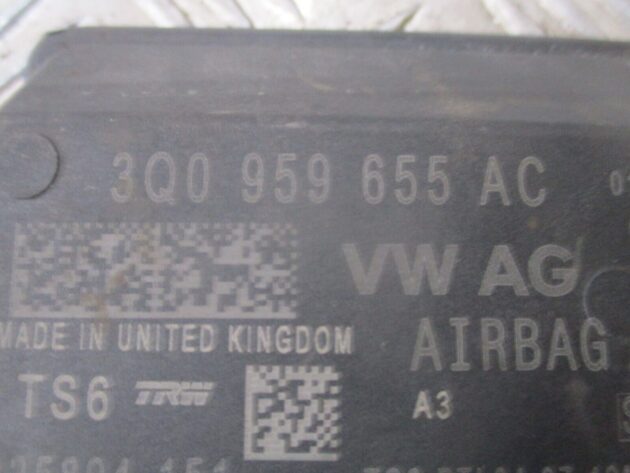 3Q0 959 655 AC
VW AG
MADE IN UNITED KINGDOM
AIRBAG
TS6 TRW
A3